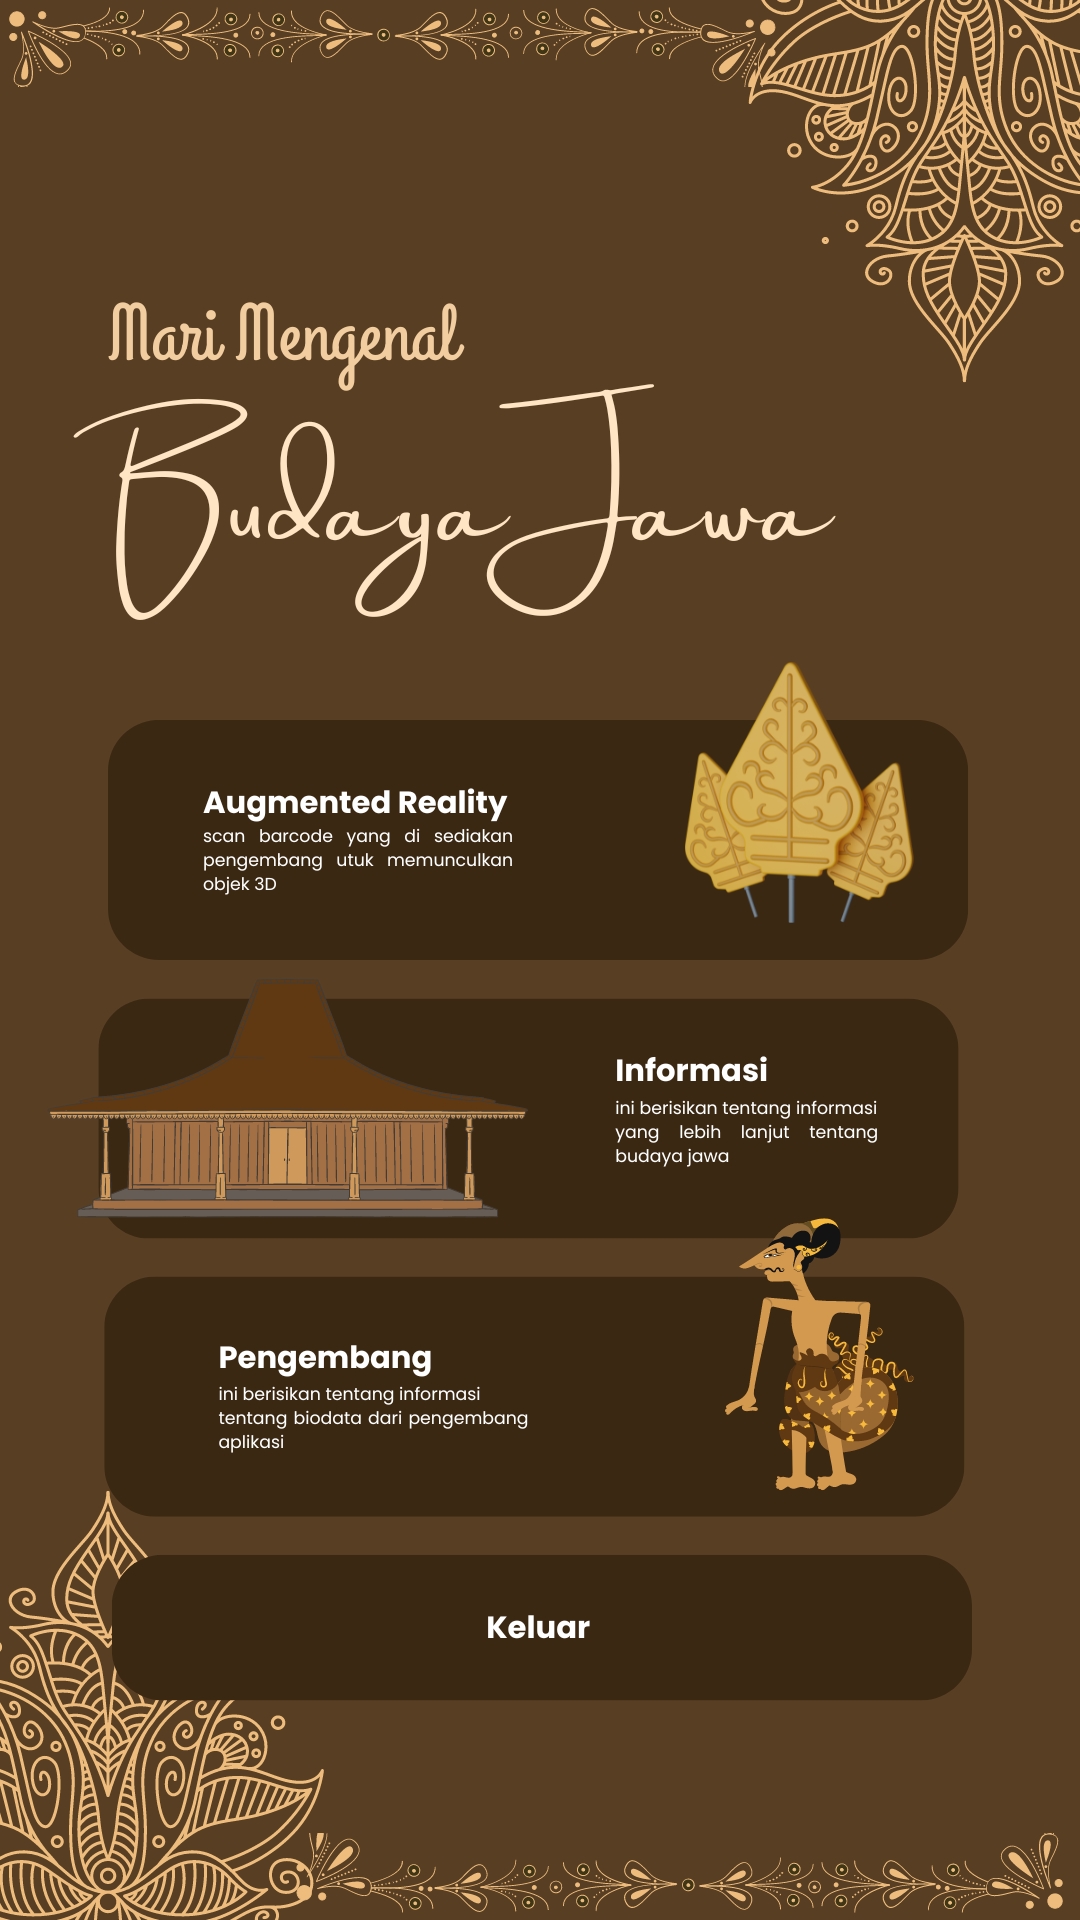 Mari Mengenal
Budaya Jawa
Augmented Reality
scan barcode yang di sediakan
pengembang utuk memunculkan
objek 3D
Informasi
ini berisikan tentang informasi
yang lebih lanjut tentang
budaya jawa
Pengembang
ini berisikan tentang informasi
tentang biodata dari pengembang
aplikasi
Keluar